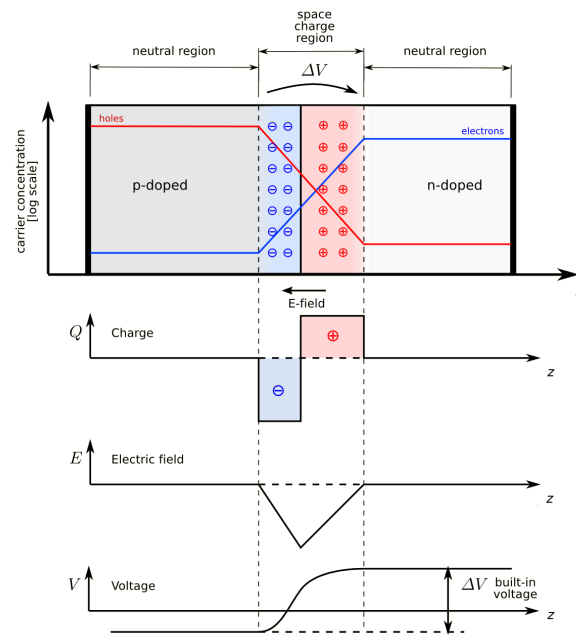 space
charge
region
neutral region
neutral region
ΔV
holes
electrons
p-doped
n-doped
carrier concentration
[log scale]
⊖ ⊖ ⊕ ⊕
⊖ ⊖ ⊕ ⊕
⊖ ⊖ ⊕ ⊕
⊖ ⊖ ⊕ ⊕
⊖ ⊖ ⊕ ⊕
⊖ ⊖ ⊕ ⊕
⊖ ⊖ ⊕ ⊕
E-field
Q Charge
⊕
z
⊖
E Electric field
z
V Voltage
ΔV built-in
voltage
z